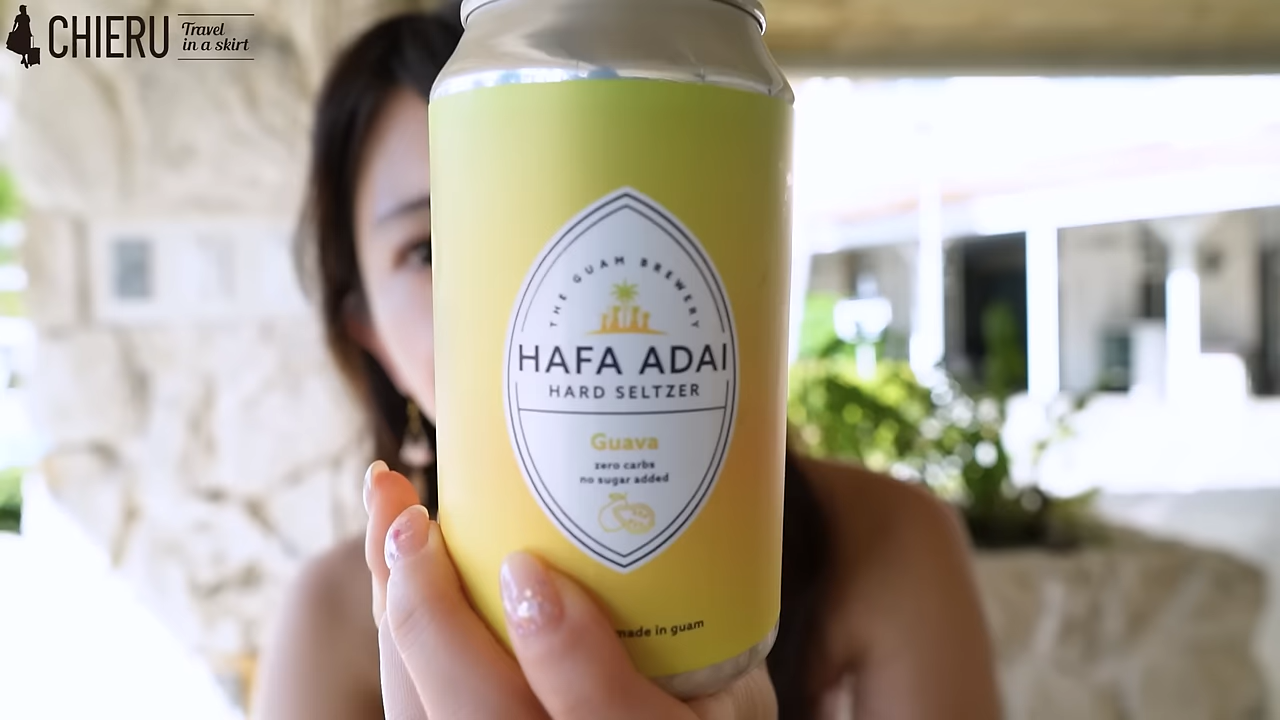 CHIERU
Travel
in a skirt
THE GUAM BREWERY
HAFA ADAI
HARD SELTZER
Guava
zero carbs
no sugar added
made in guam